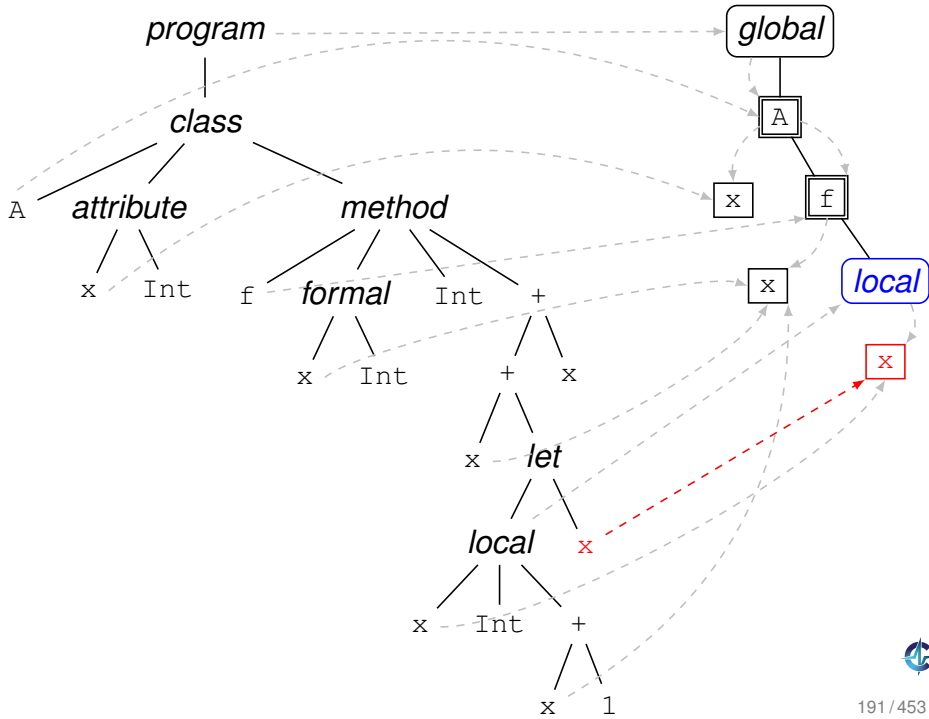 program global
class A
A attribute method x f
x Int f formal Int + x local
x Int + x x
x let
local x
x Int +
x 1
191 / 453